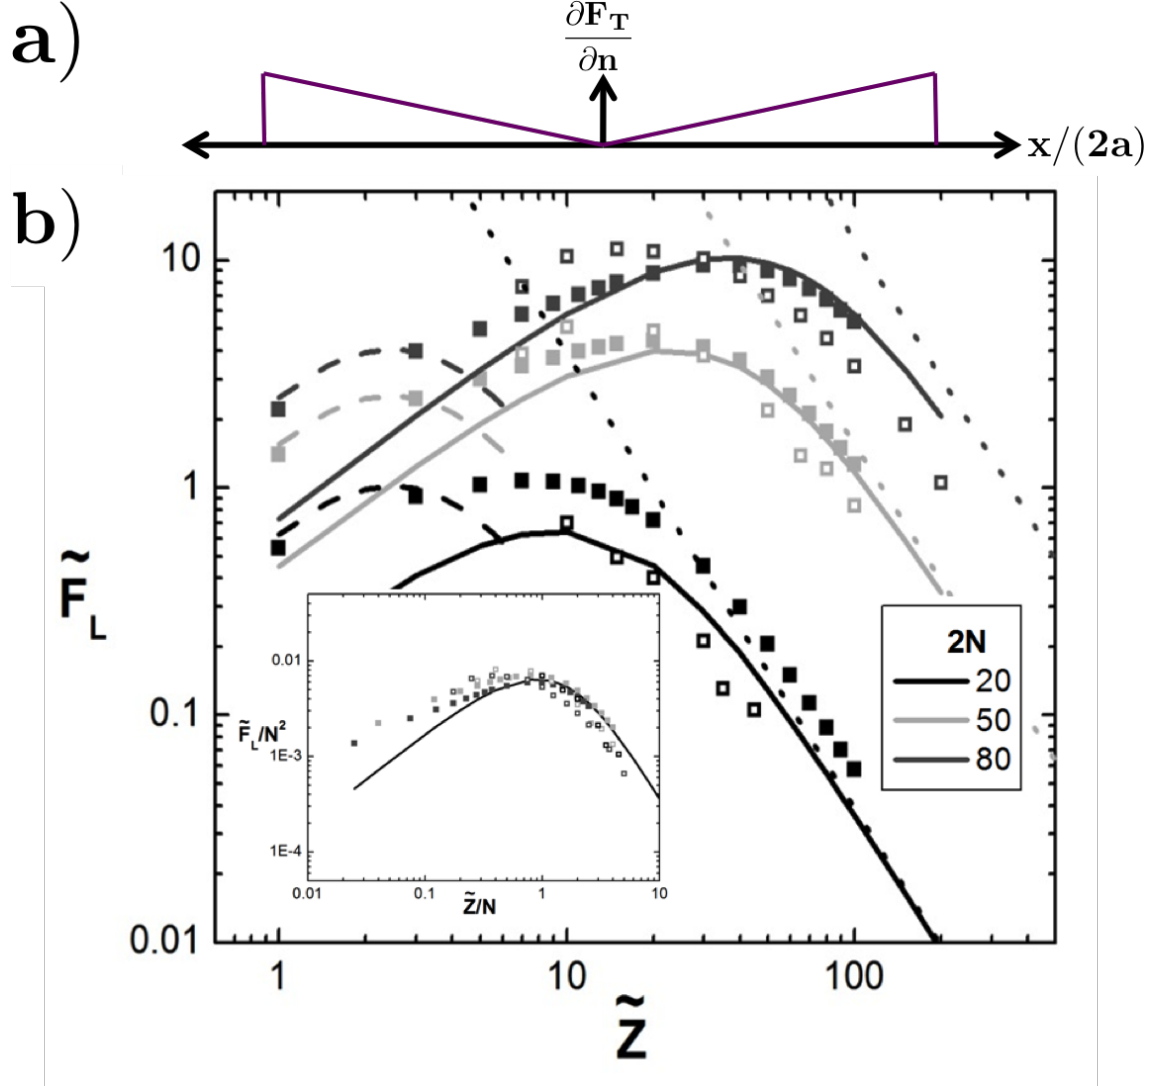 a)
∂F_T
∂n
x/(2a)
b)
10
1
0.1
0.01
F̃_L
1
10
100
Z̃
2N
20
50
80
0.01
1E-3
1E-4
F̃_L/N²
0.01
0.1
1
10
Z̃/N